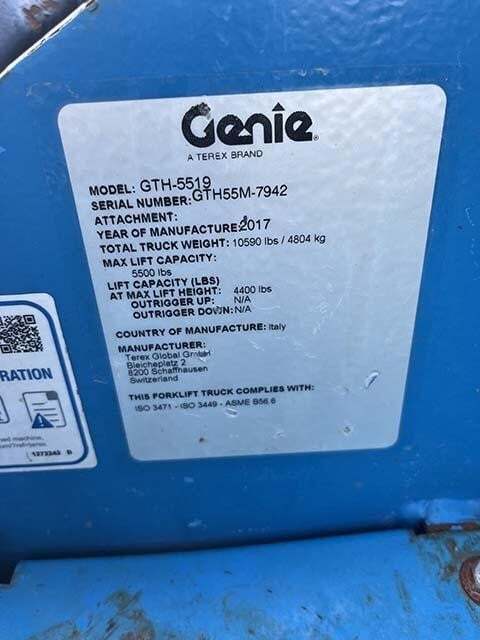 Genie
A TEREX BRAND
MODEL: GTH-5519
SERIAL NUMBER: GTH55M-7942
ATTACHMENT:
YEAR OF MANUFACTURE: 2017
TOTAL TRUCK WEIGHT: 10590 lbs / 4804 kg
MAX LIFT CAPACITY:
5500 lbs
LIFT CAPACITY (LBS)
AT MAX LIFT HEIGHT: 4400 lbs
OUTRIGGER UP: N/A
OUTRIGGER DOWN: N/A
COUNTRY OF MANUFACTURE: Italy
MANUFACTURER:
Terex Global GmbH
Bleicheplatz 2
8200 Schaffhausen
Switzerland
THIS FORKLIFT TRUCK COMPLIES WITH:
ISO 3471 - ISO 3449 - ASME B56.6
RATION
machine,
1272242 B